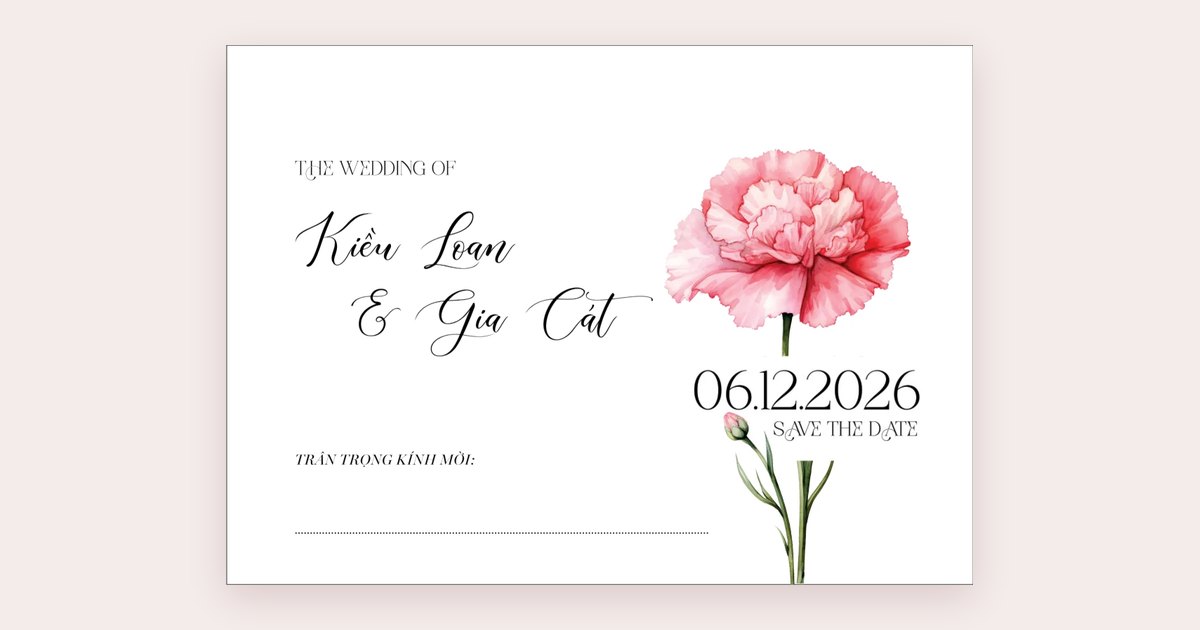 THE WEDDING OF
Kiều Loan
& Gia Cát
06.12.2026
SAVE THE DATE
TRÂN TRỌNG KÍNH MỜI: